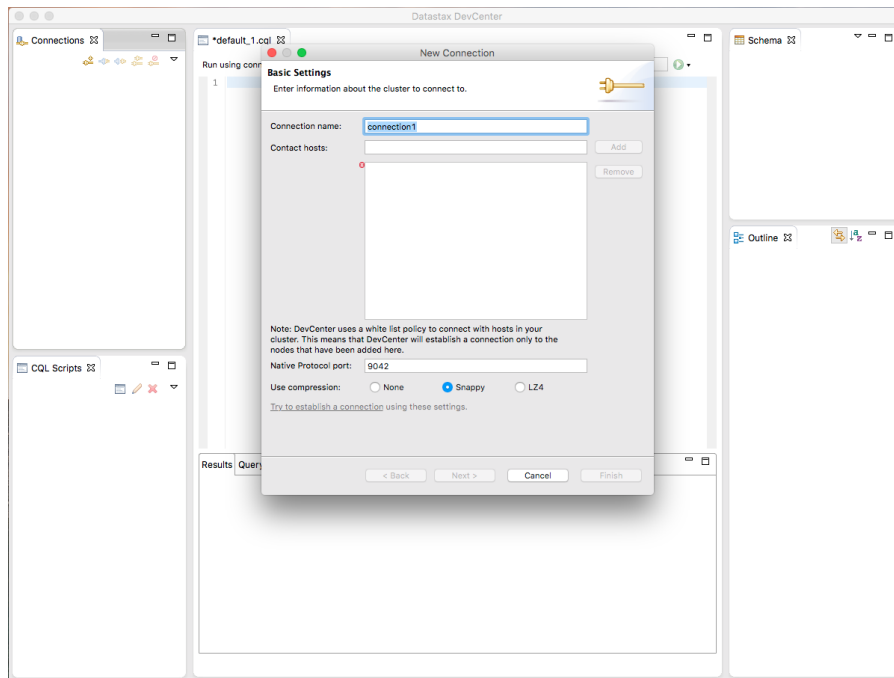 Datastax DevCenter
Connections
*default_1.cql
Schema
New Connection
Run using conn
Basic Settings
Enter information about the cluster to connect to.
1
Connection name:
connection1
Contact hosts:
Add
Remove
Outline
Note: DevCenter uses a white list policy to connect with hosts in your
cluster. This means that DevCenter will establish a connection only to the
nodes that have been added here.
CQL Scripts
Native Protocol port:
9042
Use compression:
None
Snappy
LZ4
Try to establish a connection using these settings.
Results
Query
< Back
Next >
Cancel
Finish